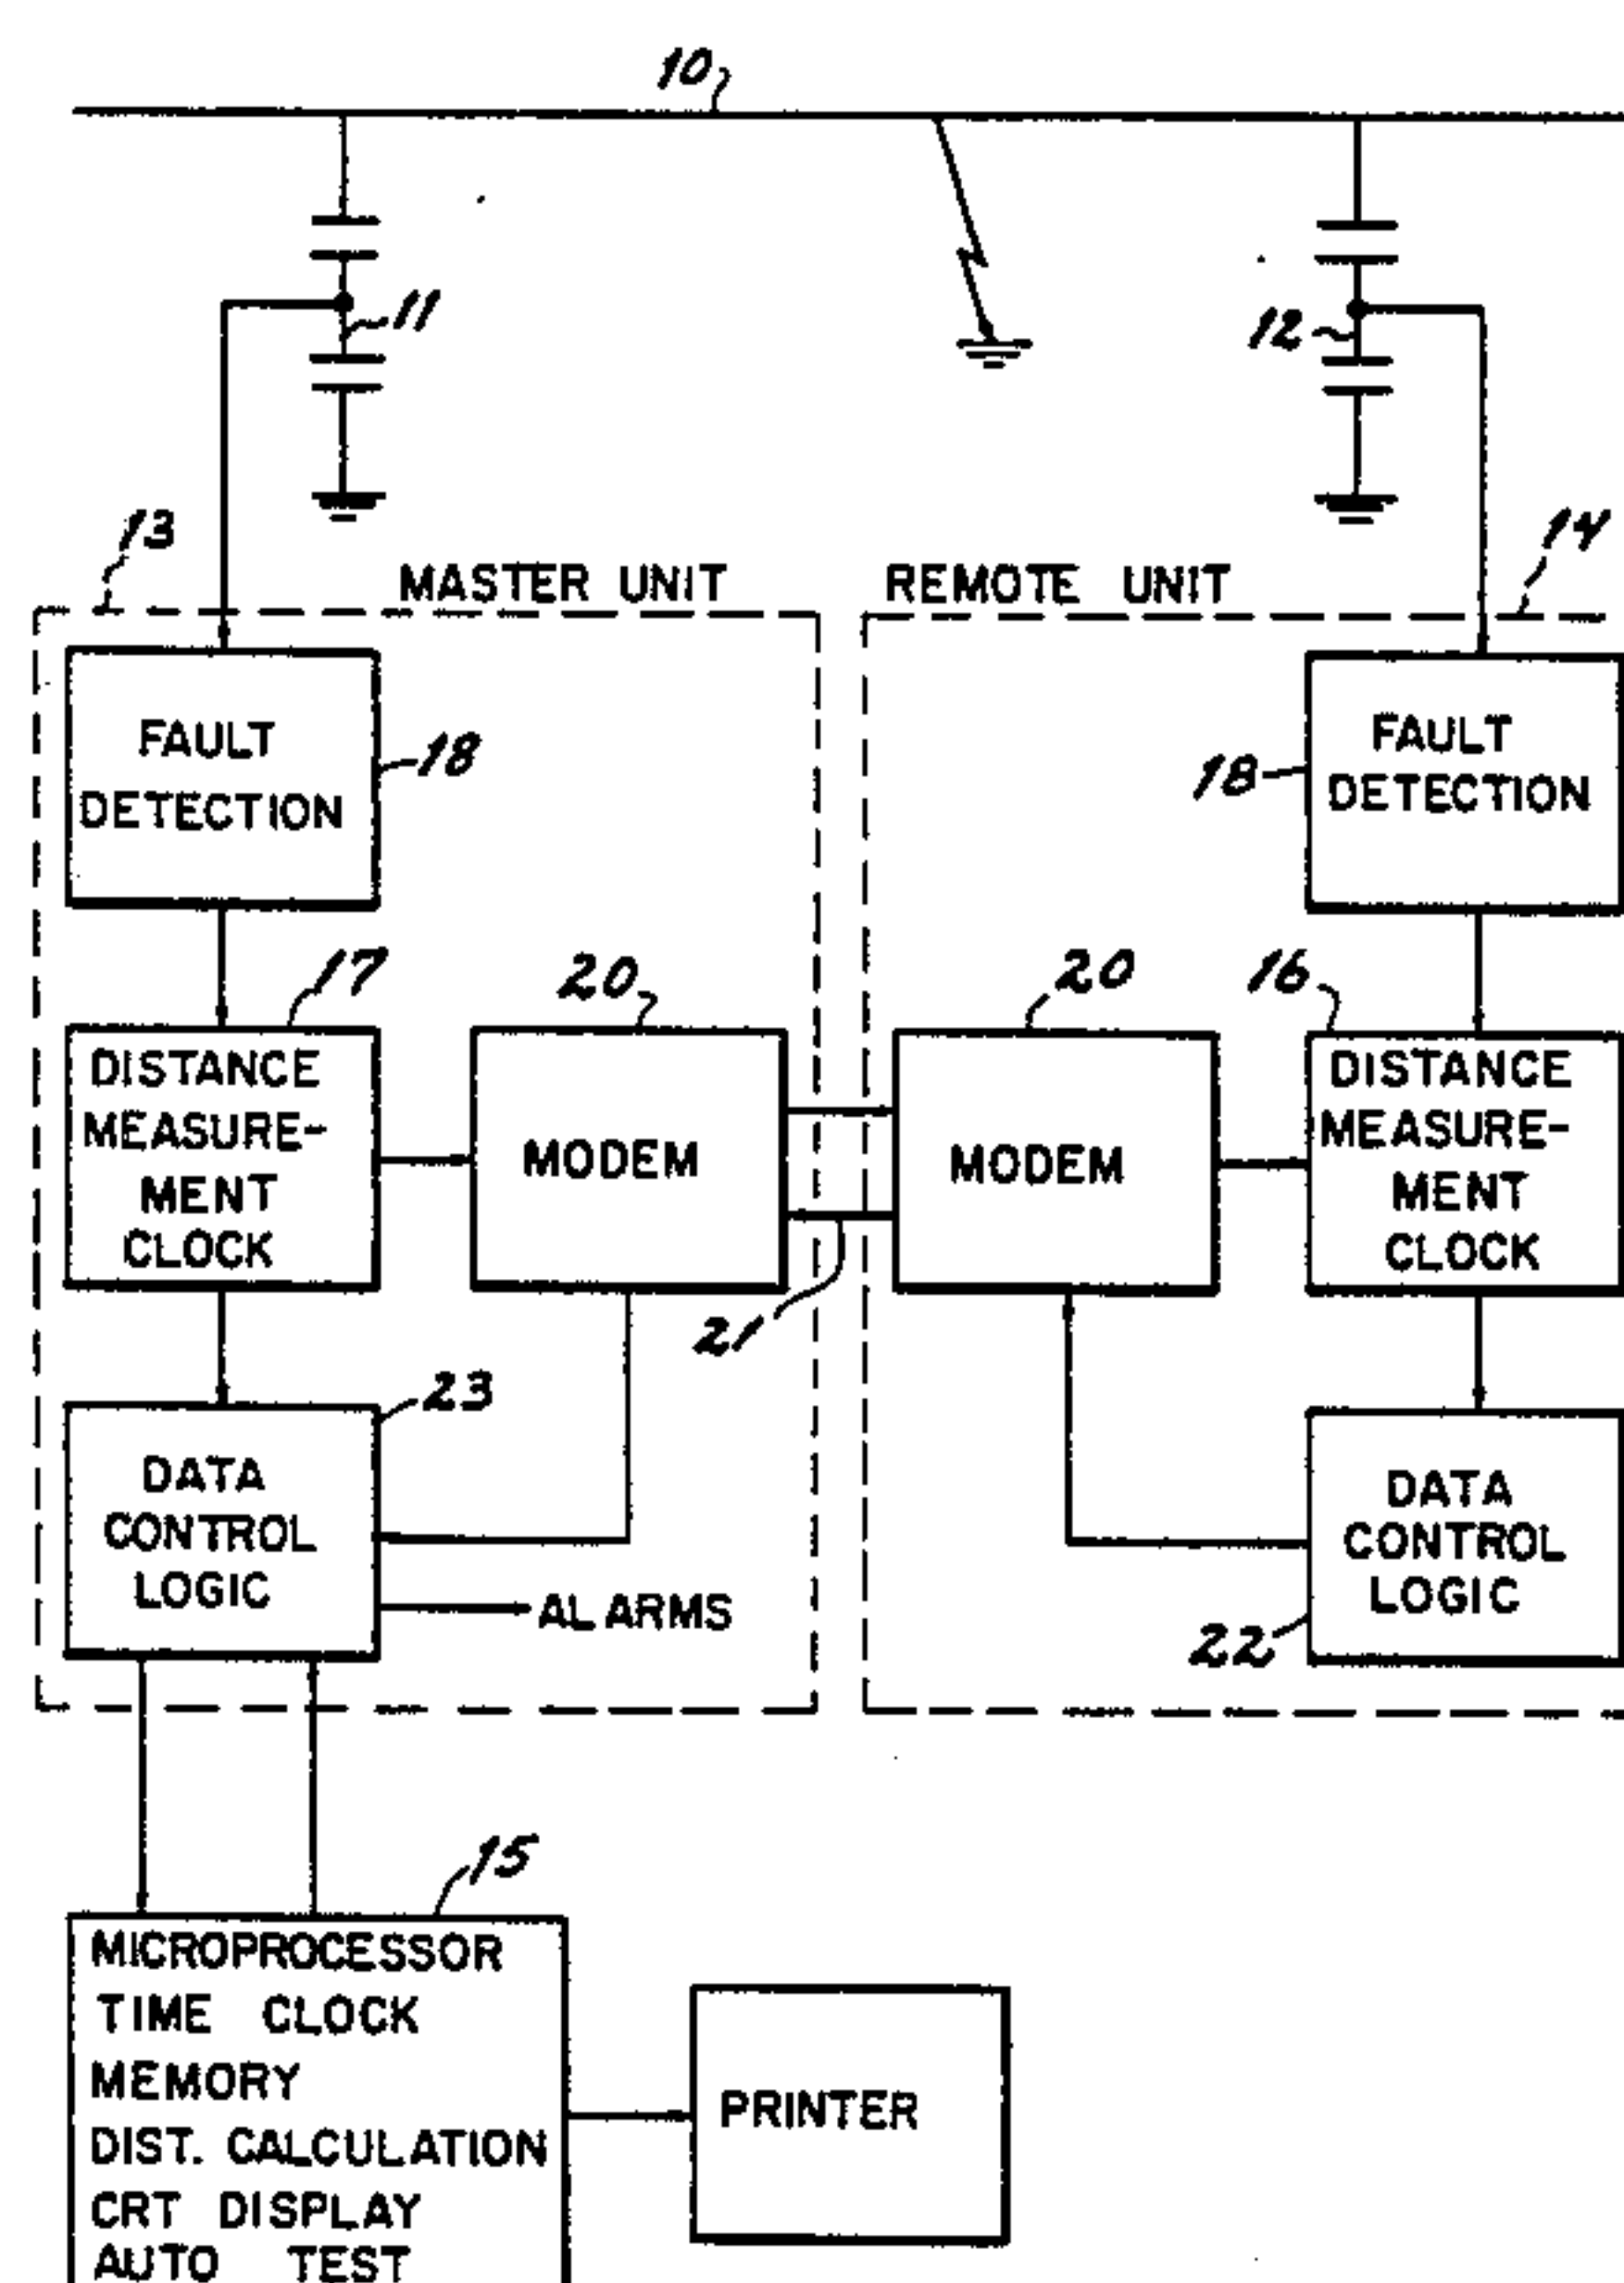 10
11
12
13
14
MASTER UNIT
REMOTE UNIT
FAULT
DETECTION
18
18
FAULT
DETECTION
17
20
20
16
DISTANCE
MEASURE-
MENT
CLOCK
MODEM
MODEM
DISTANCE
MEASURE-
MENT
CLOCK
21
23
DATA
CONTROL
LOGIC
ALARMS
DATA
CONTROL
LOGIC
22
15
MICROPROCESSOR
TIME CLOCK
MEMORY
DIST. CALCULATION
CRT DISPLAY
AUTO TEST
PRINTER